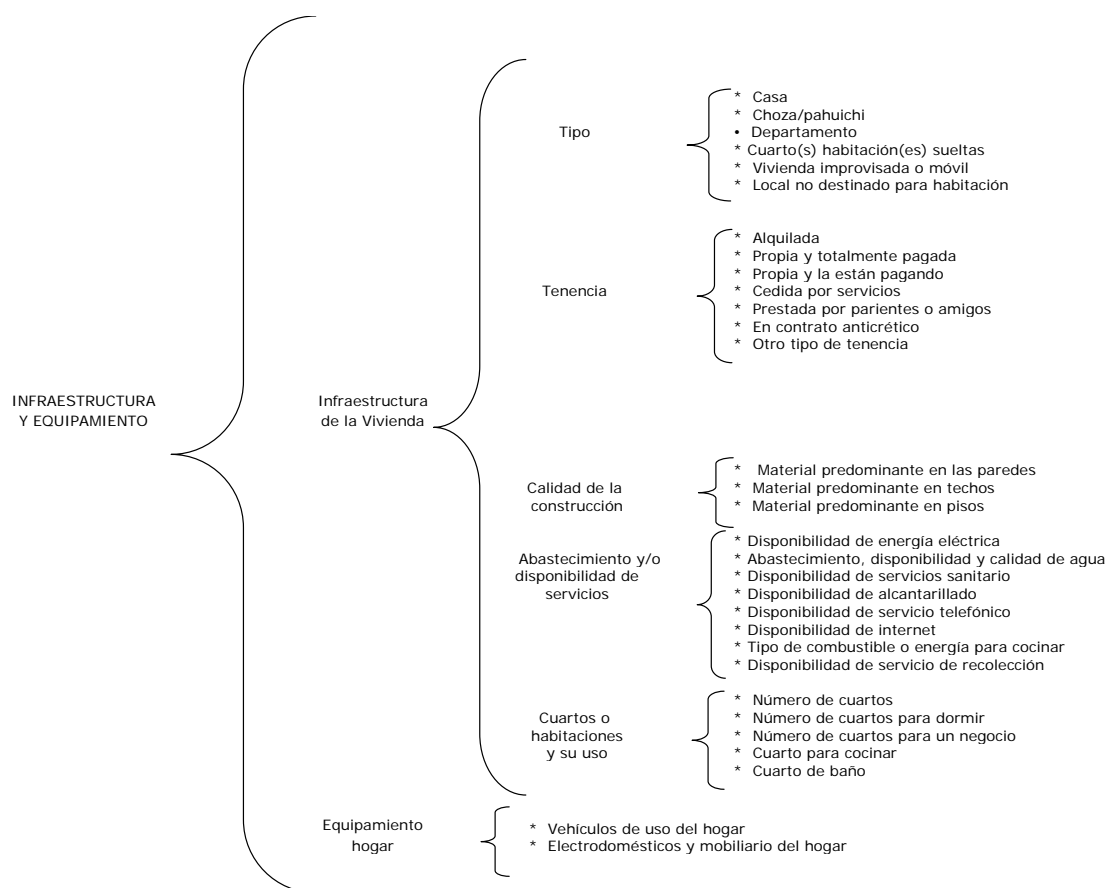 INFRAESTRUCTURA
Y EQUIPAMIENTO
Infraestructura
de la Vivienda
Tipo
* Casa
* Choza/pahuichi
• Departamento
* Cuarto(s) habitación(es) sueltas
* Vivienda improvisada o móvil
* Local no destinado para habitación
Tenencia
* Alquilada
* Propia y totalmente pagada
* Propia y la están pagando
* Cedida por servicios
* Prestada por parientes o amigos
* En contrato anticrético
* Otro tipo de tenencia
Calidad de la
construcción
* Material predominante en las paredes
* Material predominante en techos
* Material predominante en pisos
Abastecimiento y/o
disponibilidad de
servicios
* Disponibilidad de energía eléctrica
* Abastecimiento, disponibilidad y calidad de agua
* Disponibilidad de servicios sanitario
* Disponibilidad de alcantarillado
* Disponibilidad de servicio telefónico
* Disponibilidad de internet
* Tipo de combustible o energía para cocinar
* Disponibilidad de servicio de recolección
Cuartos o
habitaciones
y su uso
* Número de cuartos
* Número de cuartos para dormir
* Número de cuartos para un negocio
* Cuarto para cocinar
* Cuarto de baño
Equipamiento
hogar
* Vehículos de uso del hogar
* Electrodomésticos y mobiliario del hogar